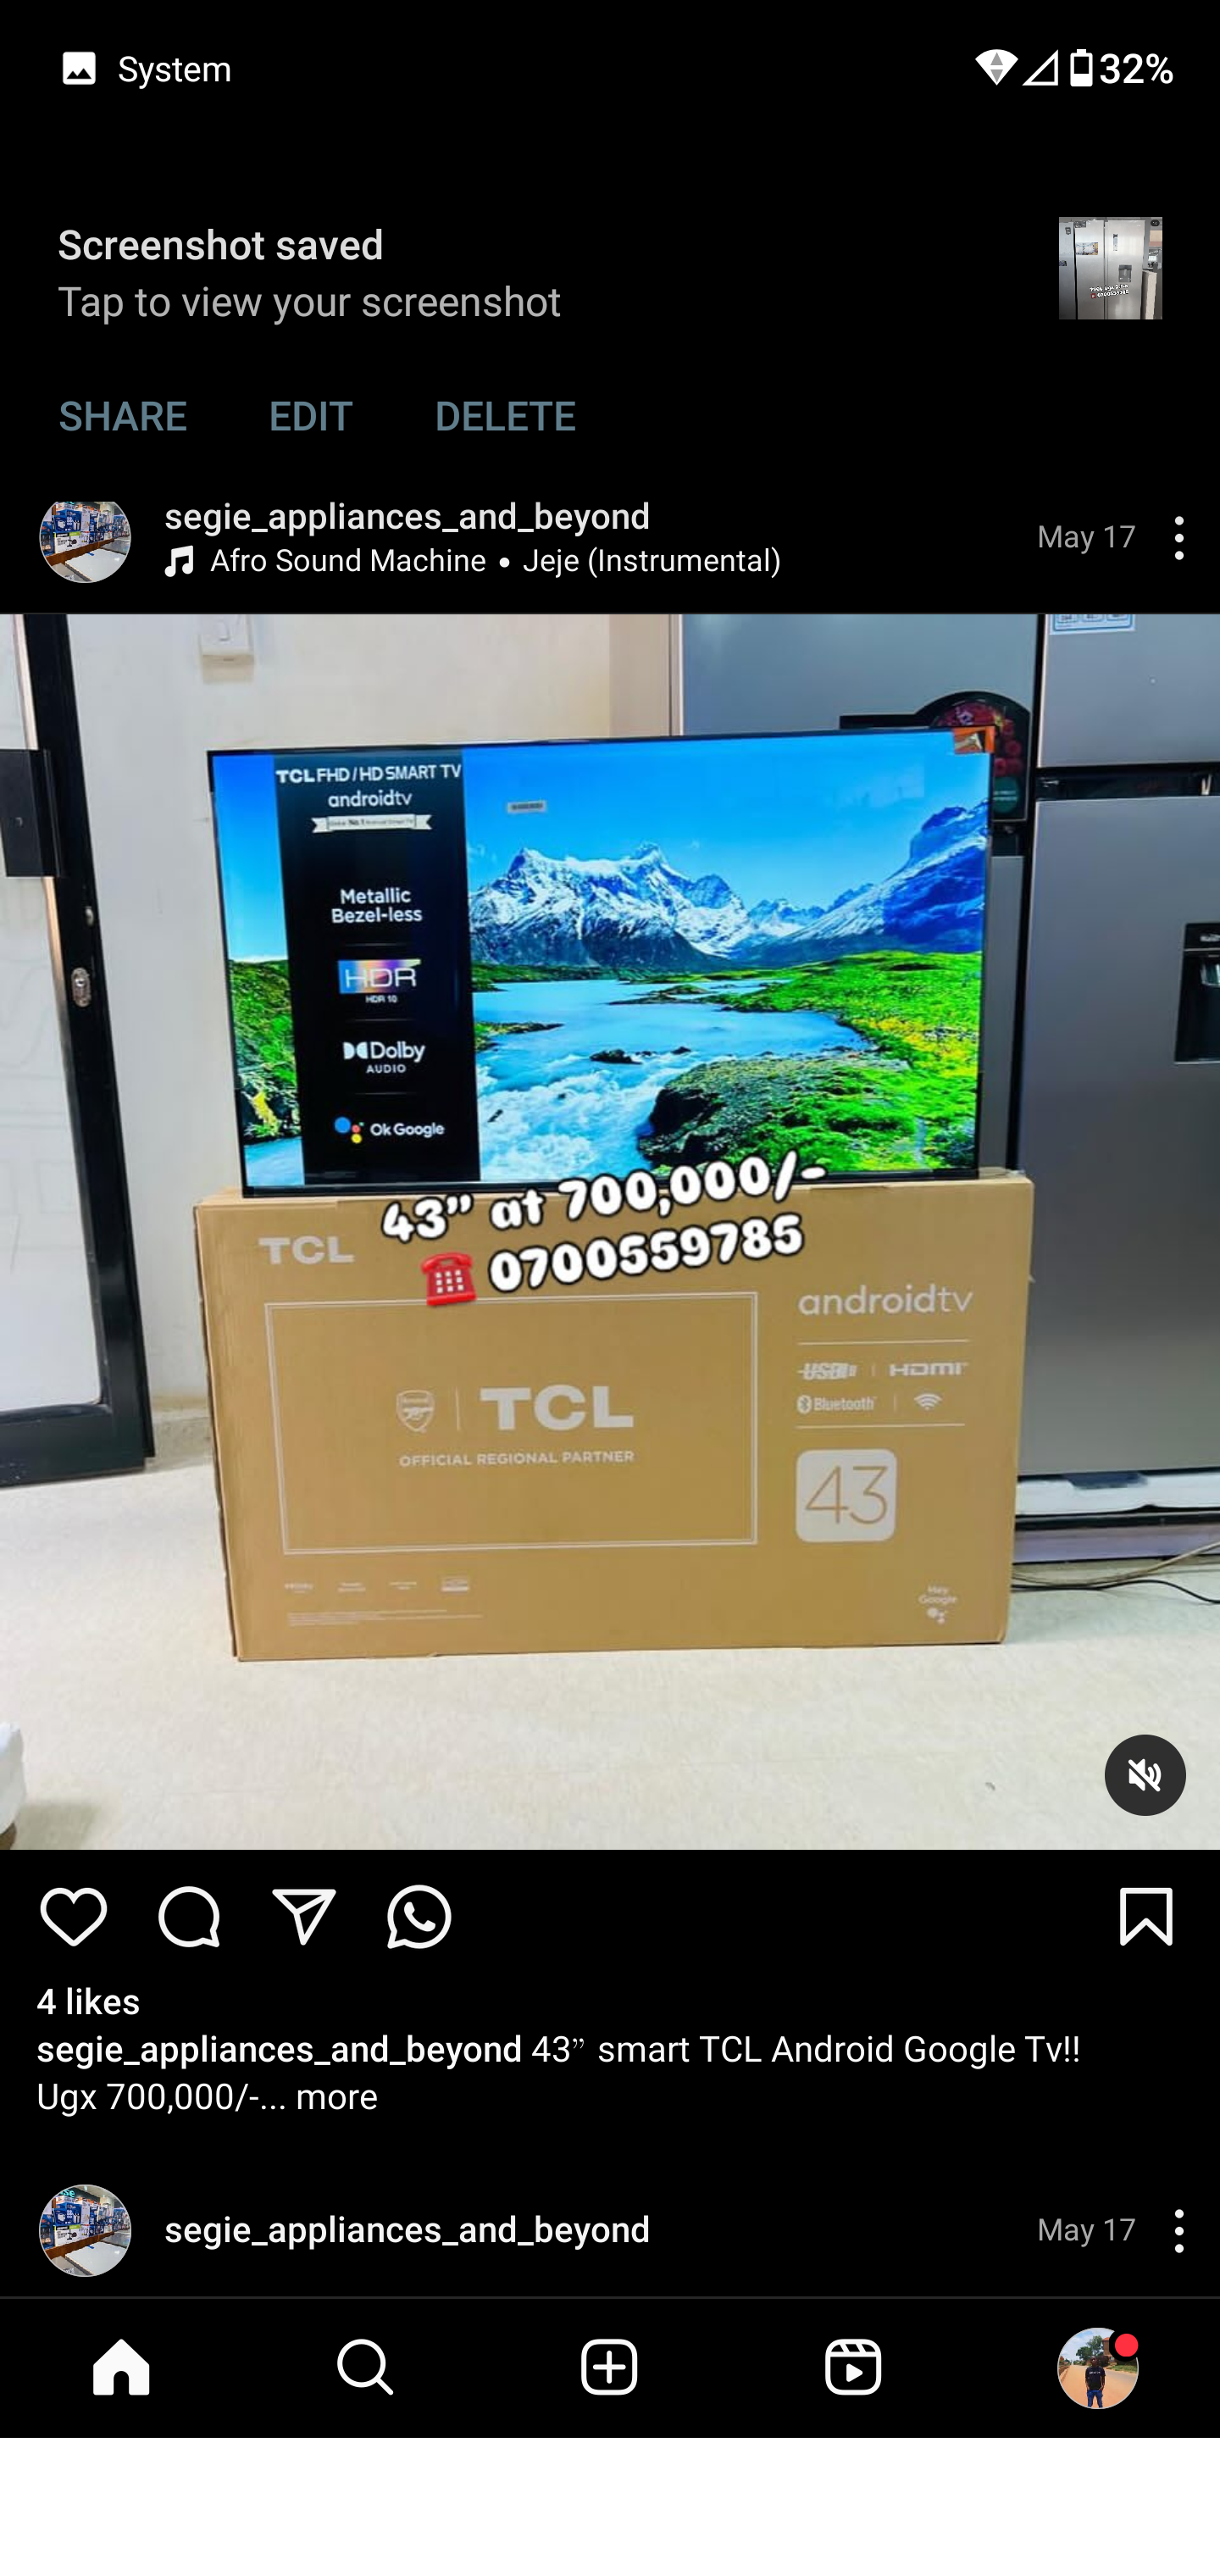 System
32%
Screenshot saved
Tap to view your screenshot
SHARE EDIT DELETE
segie_appliances_and_beyond
Afro Sound Machine • Jeje (Instrumental)
May 17
TCL FHD/HD SMART TV
androidtv
Metallic
Bezel-less
HDR
HDR 10
Dolby
AUDIO
Ok Google
43” at 700,000/-
☎️ 0700559785
TCL
androidtv
USB HDMI
Bluetooth
TCL
OFFICIAL REGIONAL PARTNER
43
Hey
Google
4 likes
segie_appliances_and_beyond 43” smart TCL Android Google Tv!!
Ugx 700,000/-... more
segie_appliances_and_beyond
May 17